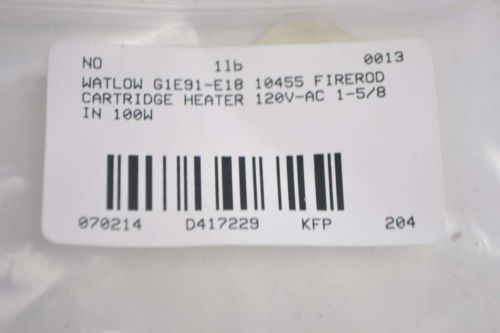 NO 1lb 0013
WATLOW G1E91-E18 10455 FIREROD
CARTRIDGE HEATER 120V-AC 1-5/8
IN 100W
070214 D417229 KFP 204